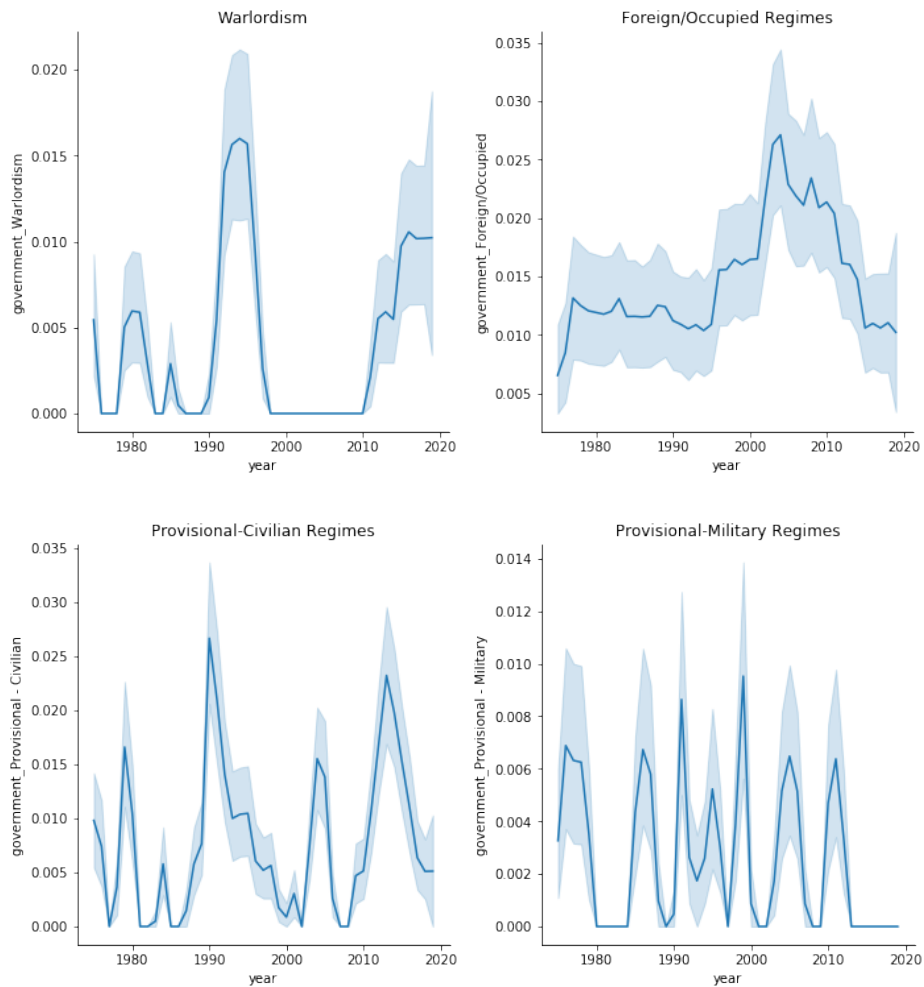 Warlordism
government_Warlordism
0.020
0.015
0.010
0.005
0.000
1980 1990 2000 2010 2020
year
Foreign/Occupied Regimes
government_Foreign/Occupied
0.035
0.030
0.025
0.020
0.015
0.010
0.005
1980 1990 2000 2010 2020
year
Provisional-Civilian Regimes
government_Provisional - Civilian
0.035
0.030
0.025
0.020
0.015
0.010
0.005
0.000
1980 1990 2000 2010 2020
year
Provisional-Military Regimes
government_Provisional - Military
0.014
0.012
0.010
0.008
0.006
0.004
0.002
0.000
1980 1990 2000 2010 2020
year